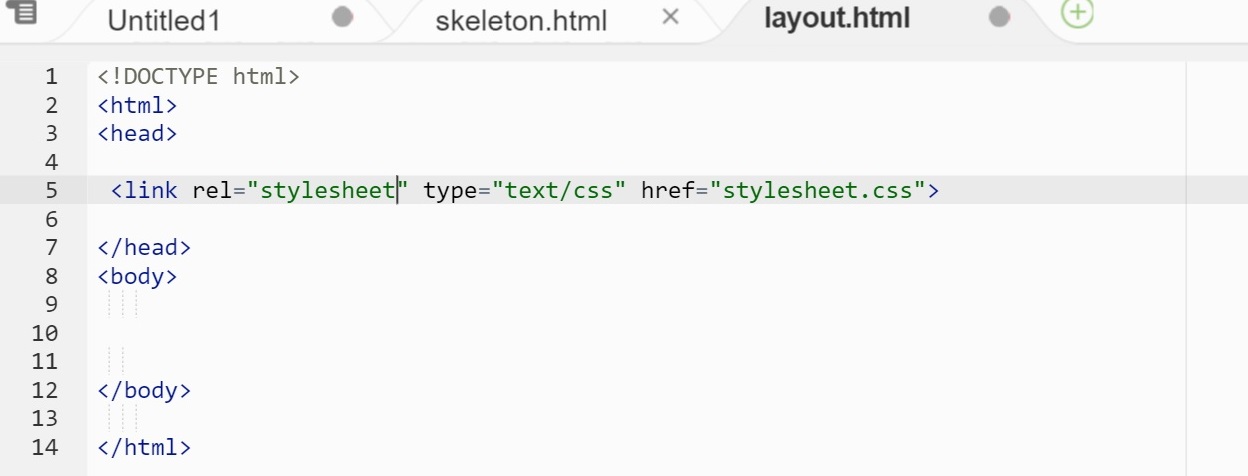 Untitled1 skeleton.html layout.html
1 <!DOCTYPE html>
2 <html>
3 <head>
4
5 <link rel="stylesheet" type="text/css" href="stylesheet.css">
6
7 </head>
8 <body>
9
10
11
12 </body>
13
14 </html>